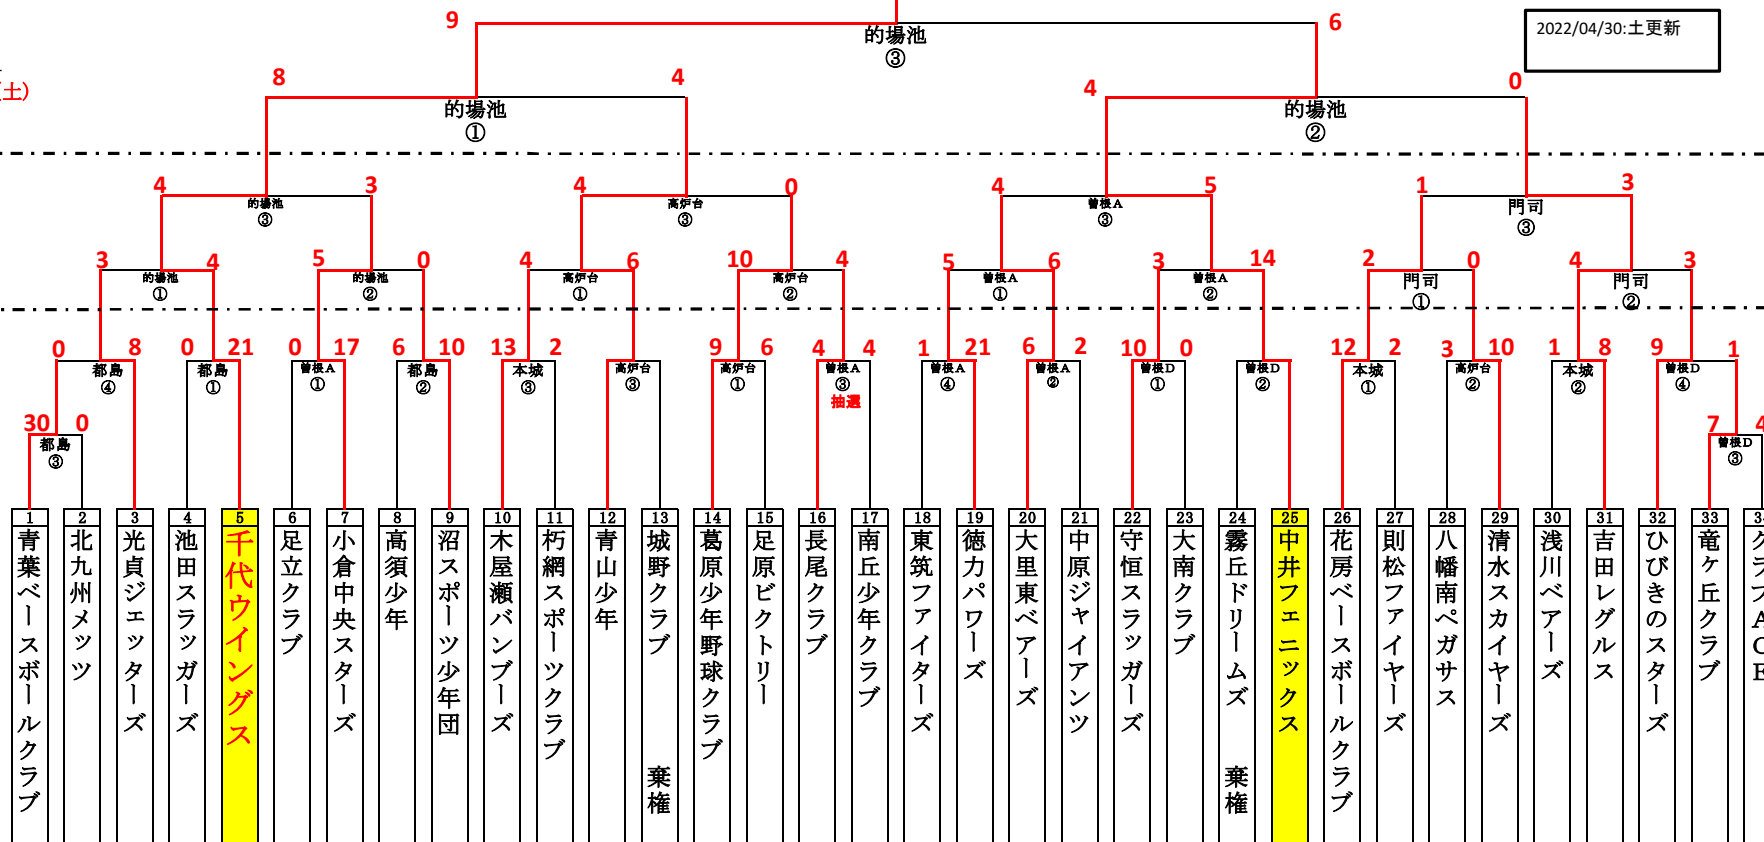 9
6
的場池
③
2022/04/30:土更新
土)
8
4
4
0
的場池
①
的場池
②
4
3
4
0
4
5
1
3
的場池
③
高炉台
③
曽根A
③
門司
③
3
4
5
0
4
6
10
4
5
6
3
14
2
0
4
3
的場池
①
的場池
②
高炉台
①
高炉台
②
曽根A
①
曽根A
②
門司
①
門司
②
0
8
0
21
0
17
6
10
13
2
9
6
4
4
1
21
6
2
10
0
12
2
3
10
1
8
9
1
都島
④
都島
①
曽根A
①
都島
②
本城
③
高炉台
③
高炉台
①
曽根A
③
抽選
曽根A
④
曽根A
②
曽根D
①
曽根D
②
本城
①
高炉台
②
本城
②
曽根D
④
30
0
都島
③
7
4
曽根D
③
1
青葉ベースボールクラブ
2
北九州メッツ
3
光貞ジェッターズ
4
池田スラッガーズ
5
千代ウイングス
6
足立クラブ
7
小倉中央スターズ
8
高須少年
9
沼スポーツ少年団
10
木屋瀬バンブーズ
11
朽網スポーツクラブ
12
青山少年
13
城野クラブ 棄権
14
葛原少年野球クラブ
15
足原ビクトリー
16
長尾クラブ
17
南丘少年クラブ
18
東筑ファイターズ
19
徳力パワーズ
20
大里東ベアーズ
21
中原ジャイアンツ
22
守恒スラッガーズ
23
大南クラブ
24
霧丘ドリームズ 棄権
25
中井フェニックス
26
花房ベースボールクラブ
27
則松ファイヤーズ
28
八幡南ペガサス
29
清水スカイヤーズ
30
浅川ベアーズ
31
吉田レグルス
32
ひびきのスターズ
33
竜ヶ丘クラブ